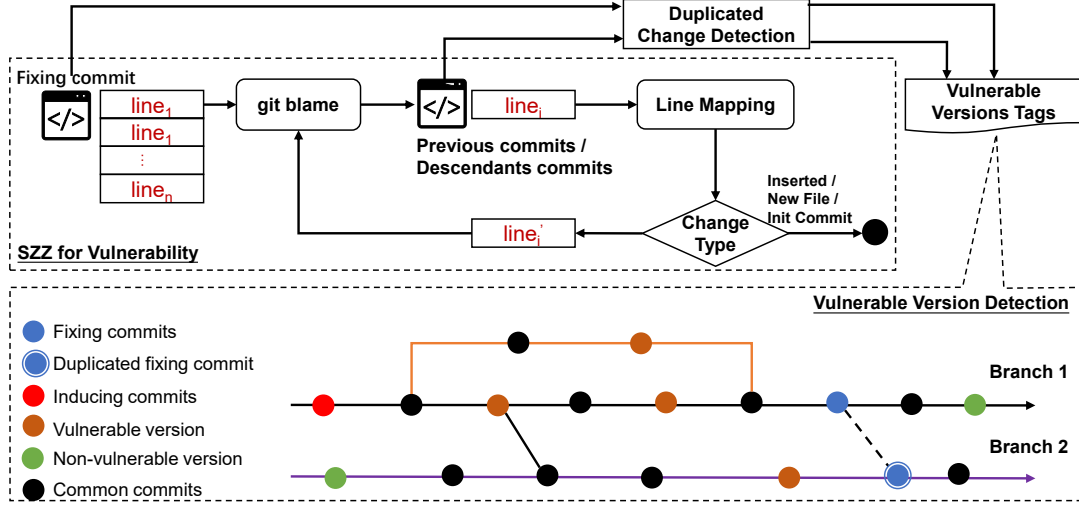 Duplicated
Change Detection
Fixing commit
</>
line1
line1
⋮
linen
git blame
</>
linei
Line Mapping
Vulnerable
Versions Tags
Previous commits /
Descendants commits
Inserted /
New File /
Init Commit
linei'
Change
Type
SZZ for Vulnerability
Vulnerable Version Detection
Fixing commits
Duplicated fixing commit
Inducing commits
Vulnerable version
Non-vulnerable version
Common commits
Branch 1
Branch 2